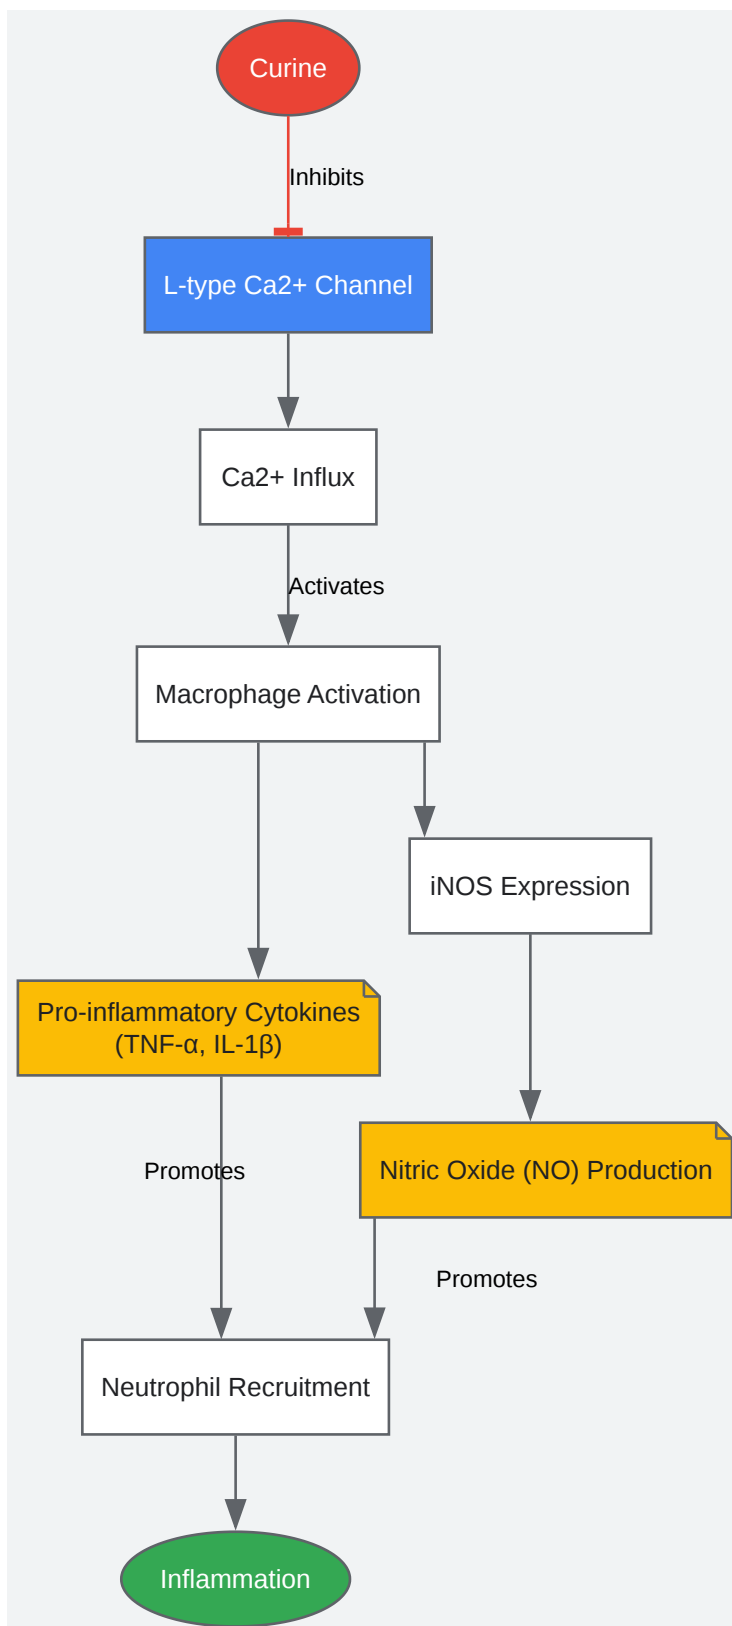 Curine
Inhibits
L-type Ca2+ Channel
Ca2+ Influx
Activates
Macrophage Activation
iNOS Expression
Pro-inflammatory Cytokines
(TNF-α, IL-1β)
Nitric Oxide (NO) Production
Promotes
Promotes
Neutrophil Recruitment
Inflammation